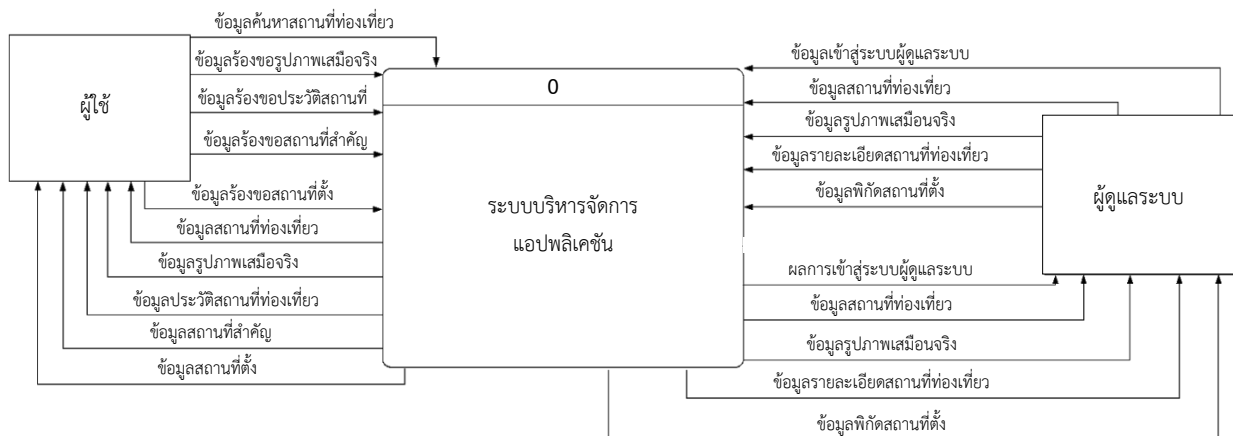 ข้อมูลค้นหาสถานที่ท่องเที่ยว
ข้อมูลร้องขอรูปภาพเสมือจริง
ข้อมูลร้องขอประวัติสถานที่
ข้อมูลร้องขอสถานที่สำคัญ
ผู้ใช้
ข้อมูลร้องขอสถานที่ตั้ง
ข้อมูลสถานที่ท่องเที่ยว
ข้อมูลรูปภาพเสมือจริง
ข้อมูลประวัติสถานที่ท่องเที่ยว
ข้อมูลสถานที่สำคัญ
ข้อมูลสถานที่ตั้ง
0
ระบบบริหารจัดการ
แอปพลิเคชัน
ข้อมูลเข้าสู่ระบบผู้ดูแลระบบ
ข้อมูลสถานที่ท่องเที่ยว
ข้อมูลรูปภาพเสมือนจริง
ข้อมูลรายละเอียดสถานที่ท่องเที่ยว
ข้อมูลพิกัดสถานที่ตั้ง
ผู้ดูแลระบบ
ผลการเข้าสู่ระบบผู้ดูแลระบบ
ข้อมูลสถานที่ท่องเที่ยว
ข้อมูลรูปภาพเสมือนจริง
ข้อมูลรายละเอียดสถานที่ท่องเที่ยว
ข้อมูลพิกัดสถานที่ตั้ง